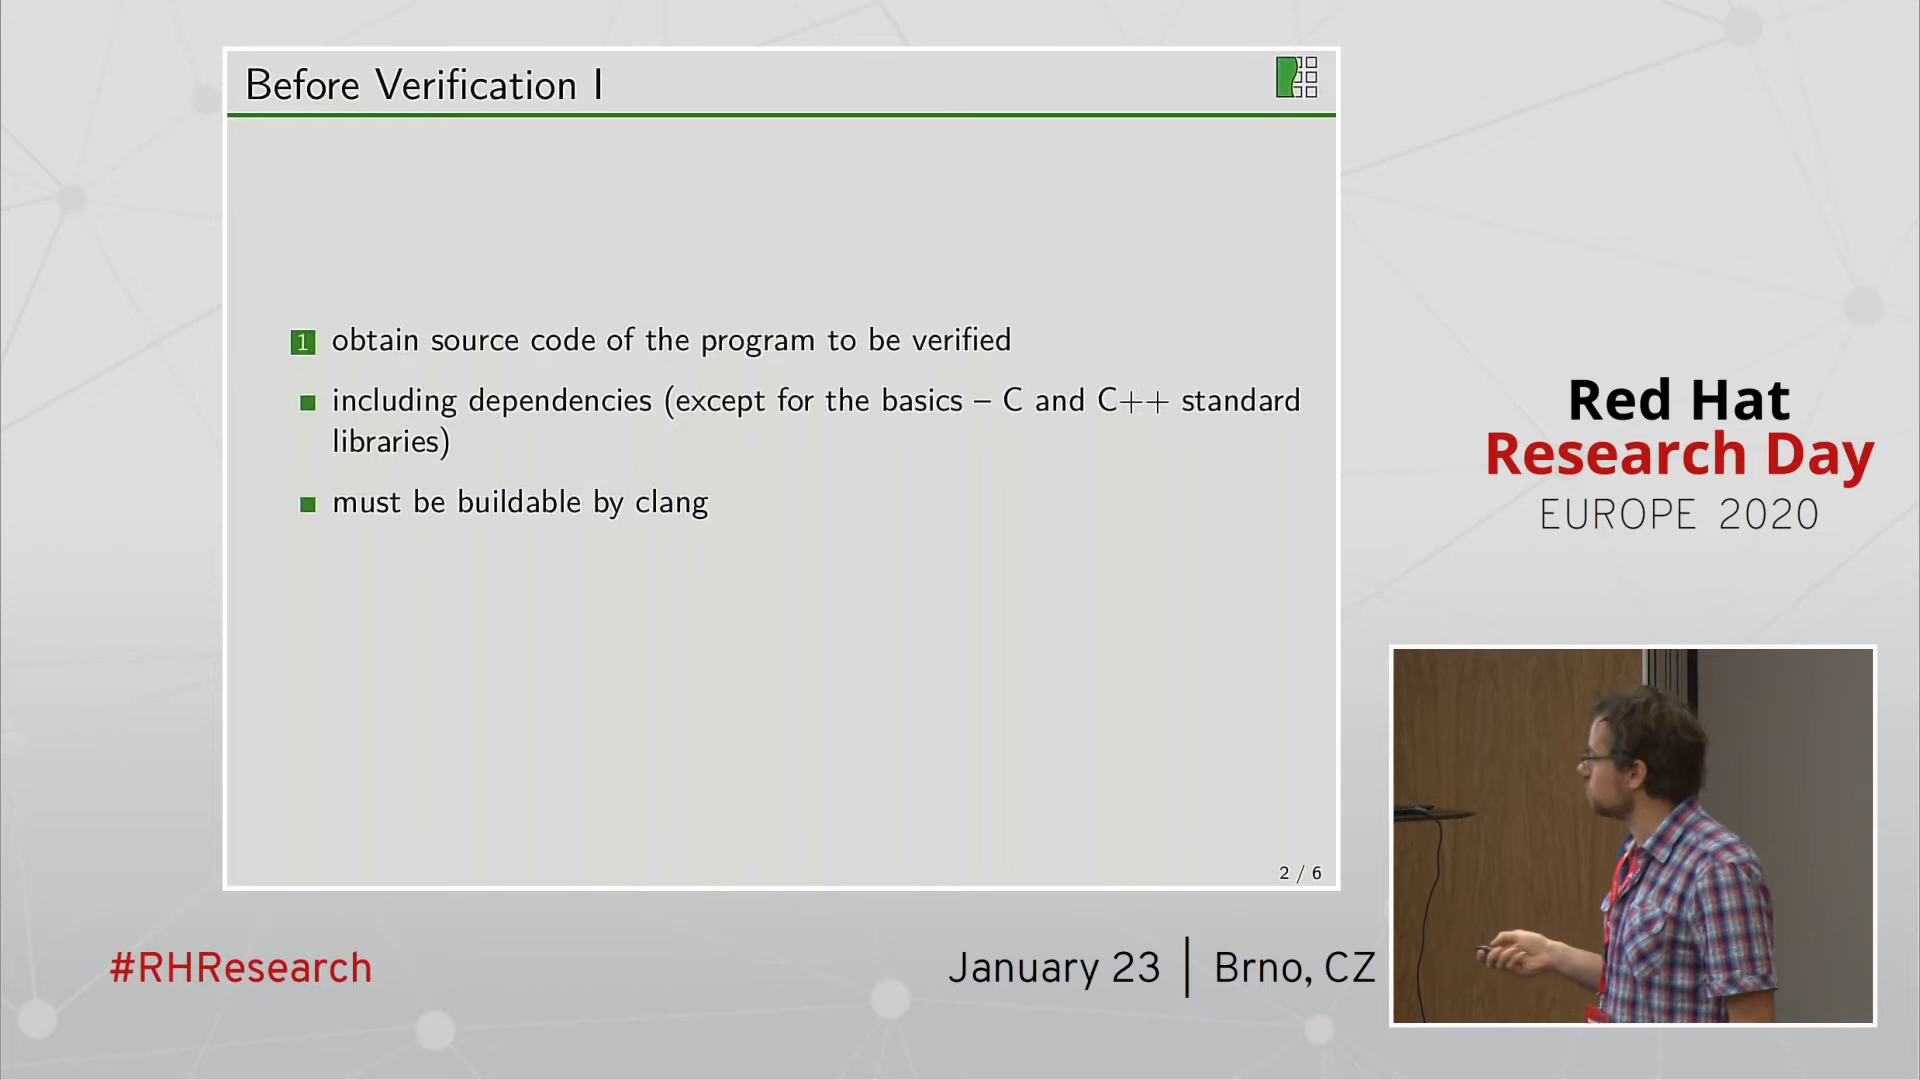 Before Verification I
1 obtain source code of the program to be verified
including dependencies (except for the basics – C and C++ standard
libraries)
must be buildable by clang
2 / 6
Red Hat
Research Day
EUROPE 2020
#RHResearch
January 23 | Brno, CZ